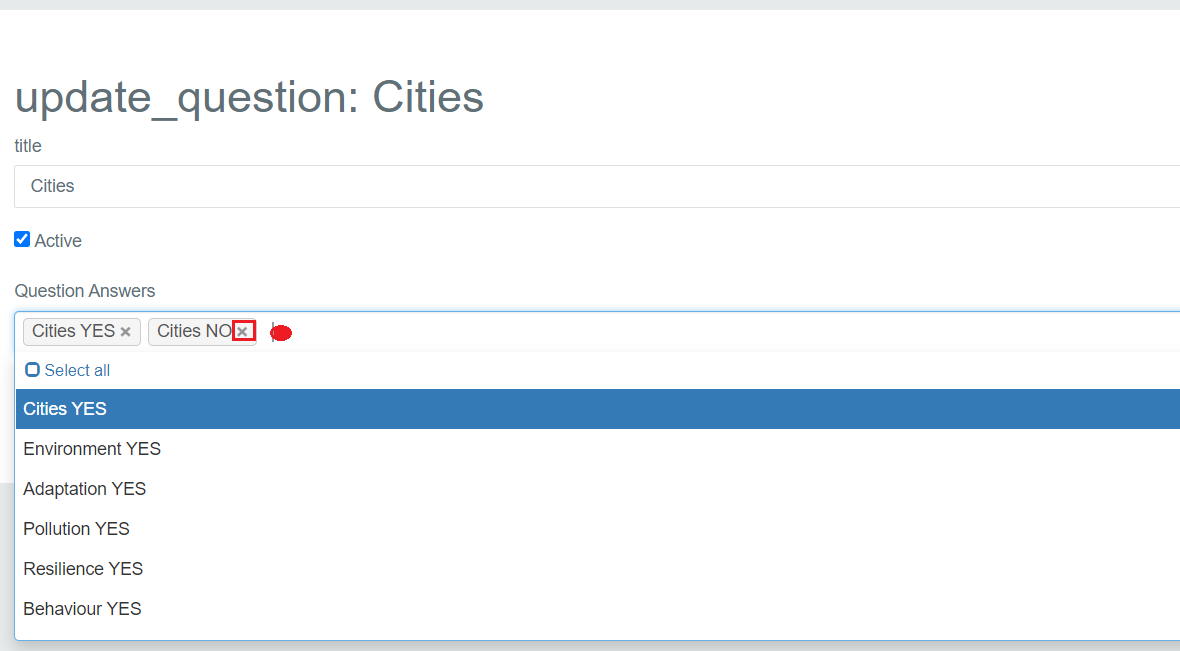 update_question: Cities
title
Cities
Active
Question Answers
Cities YES × Cities NO ×
Select all
Cities YES
Environment YES
Adaptation YES
Pollution YES
Resilience YES
Behaviour YES